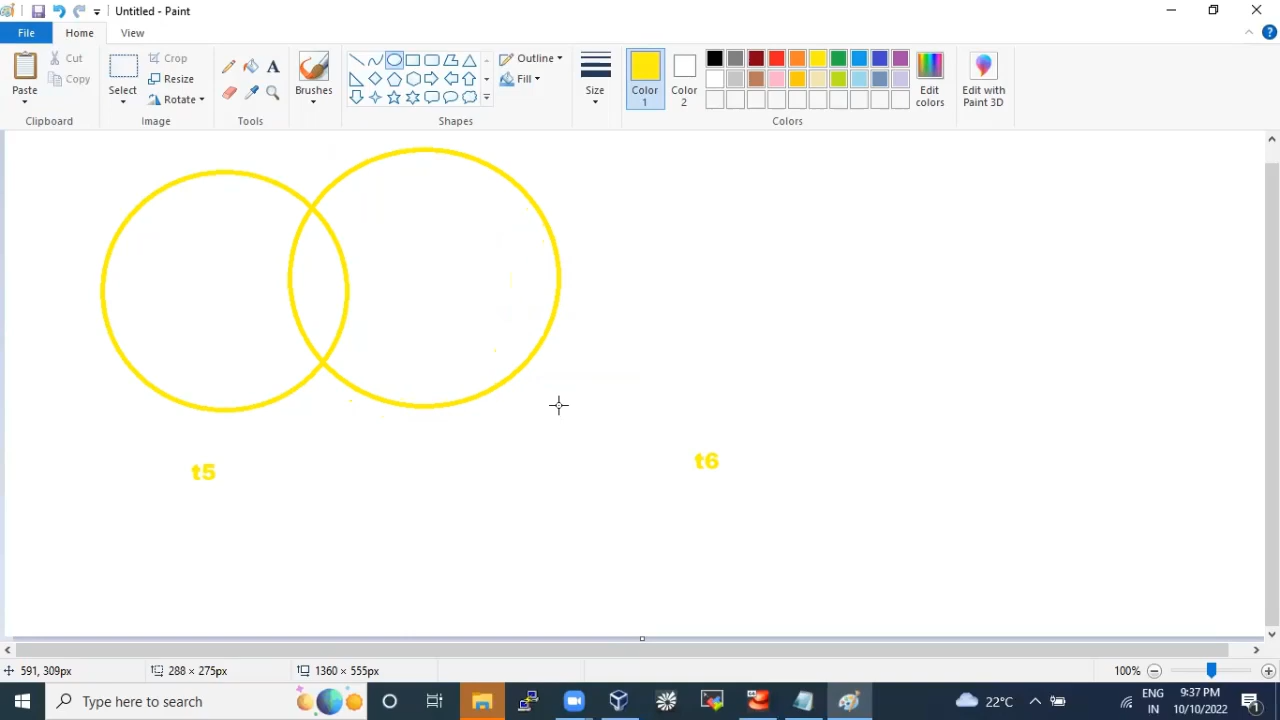 Untitled - Paint
File Home View
Paste
Cut
Copy
Clipboard
Select
Crop
Resize
Rotate
Image
A
Tools
Brushes
Outline
Fill
Shapes
Size
Color 1
Color 2
Edit colors
Colors
Edit with Paint 3D
t5
t6
591, 309px
288 × 275px
1360 × 555px
100%
Type here to search
22°C
ENG
IN
9:37 PM
10/10/2022
1